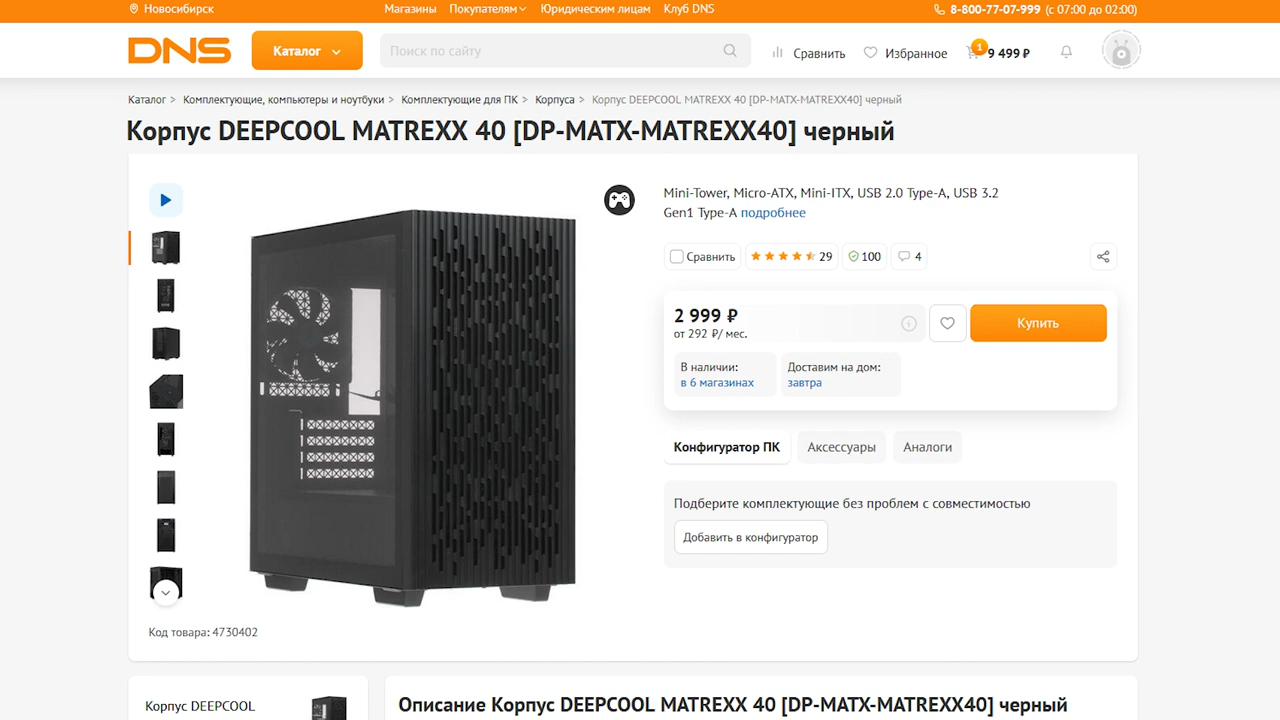 Новосибирск
Магазины Покупателям Юридическим лицам Клуб DNS
8-800-77-07-999 (с 07:00 до 02:00)
DNS
Каталог
Поиск по сайту
Сравнить
Избранное
1
9 499 ₽
Каталог > Комплектующие, компьютеры и ноутбуки > Комплектующие для ПК > Корпуса > Корпус DEEPCOOL MATREXX 40 [DP-MATX-MATREXX40] черный
Корпус DEEPCOOL MATREXX 40 [DP-MATX-MATREXX40] черный
Mini-Tower, Micro-ATX, Mini-ITX, USB 2.0 Type-A, USB 3.2
Gen1 Type-A подробнее
Сравнить 29 100 4
2 999 ₽
от 292 ₽/ мес.
Купить
В наличии:
в 6 магазинах
Доставим на дом:
завтра
Конфигуратор ПК Аксессуары Аналоги
Подберите комплектующие без проблем с совместимостью
Добавить в конфигуратор
Код товара: 4730402
Корпус DEEPCOOL
Описание Корпус DEEPCOOL MATREXX 40 [DP-MATX-MATREXX40] черный